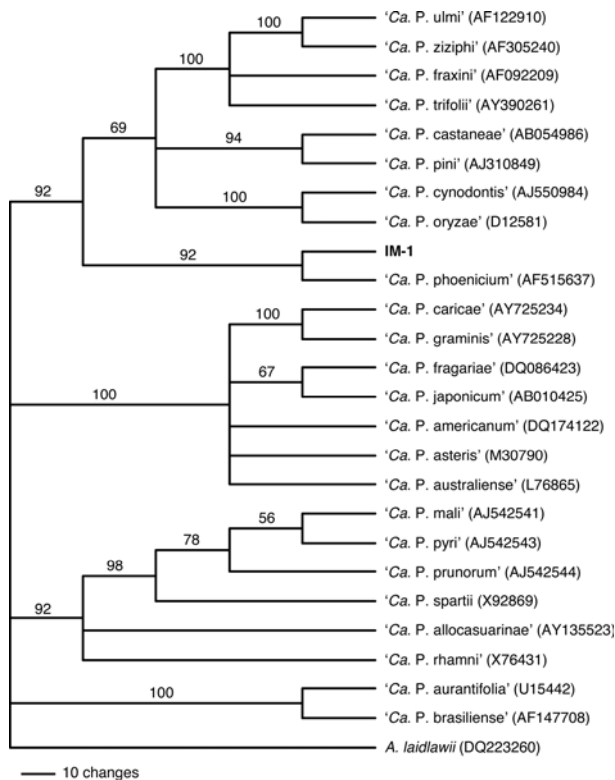 100
'Ca. P. ulmi' (AF122910)
'Ca. P. ziziphi' (AF305240)
100
'Ca. P. fraxini' (AF092209)
'Ca. P. trifolii' (AY390261)
69
94
'Ca. P. castaneae' (AB054986)
'Ca. P. pini' (AJ310849)
92
100
'Ca. P. cynodontis' (AJ550984)
'Ca. P. oryzae' (D12581)
92
IM-1
'Ca. P. phoenicium' (AF515637)
100
'Ca. P. caricae' (AY725234)
'Ca. P. graminis' (AY725228)
67
'Ca. P. fragariae' (DQ086423)
'Ca. P. japonicum' (AB010425)
100
'Ca. P. americanum' (DQ174122)
'Ca. P. asteris' (M30790)
'Ca. P. australiense' (L76865)
56
'Ca. P. mali' (AJ542541)
78
'Ca. P. pyri' (AJ542543)
98
'Ca. P. prunorum' (AJ542544)
'Ca. P. spartii (X92869)
92
'Ca. P. allocasuarinae' (AY135523)
'Ca. P. rhamni' (X76431)
100
'Ca. P. aurantifolia' (U15442)
'Ca. P. brasiliense' (AF147708)
A. laidlawii (DQ223260)
10 changes